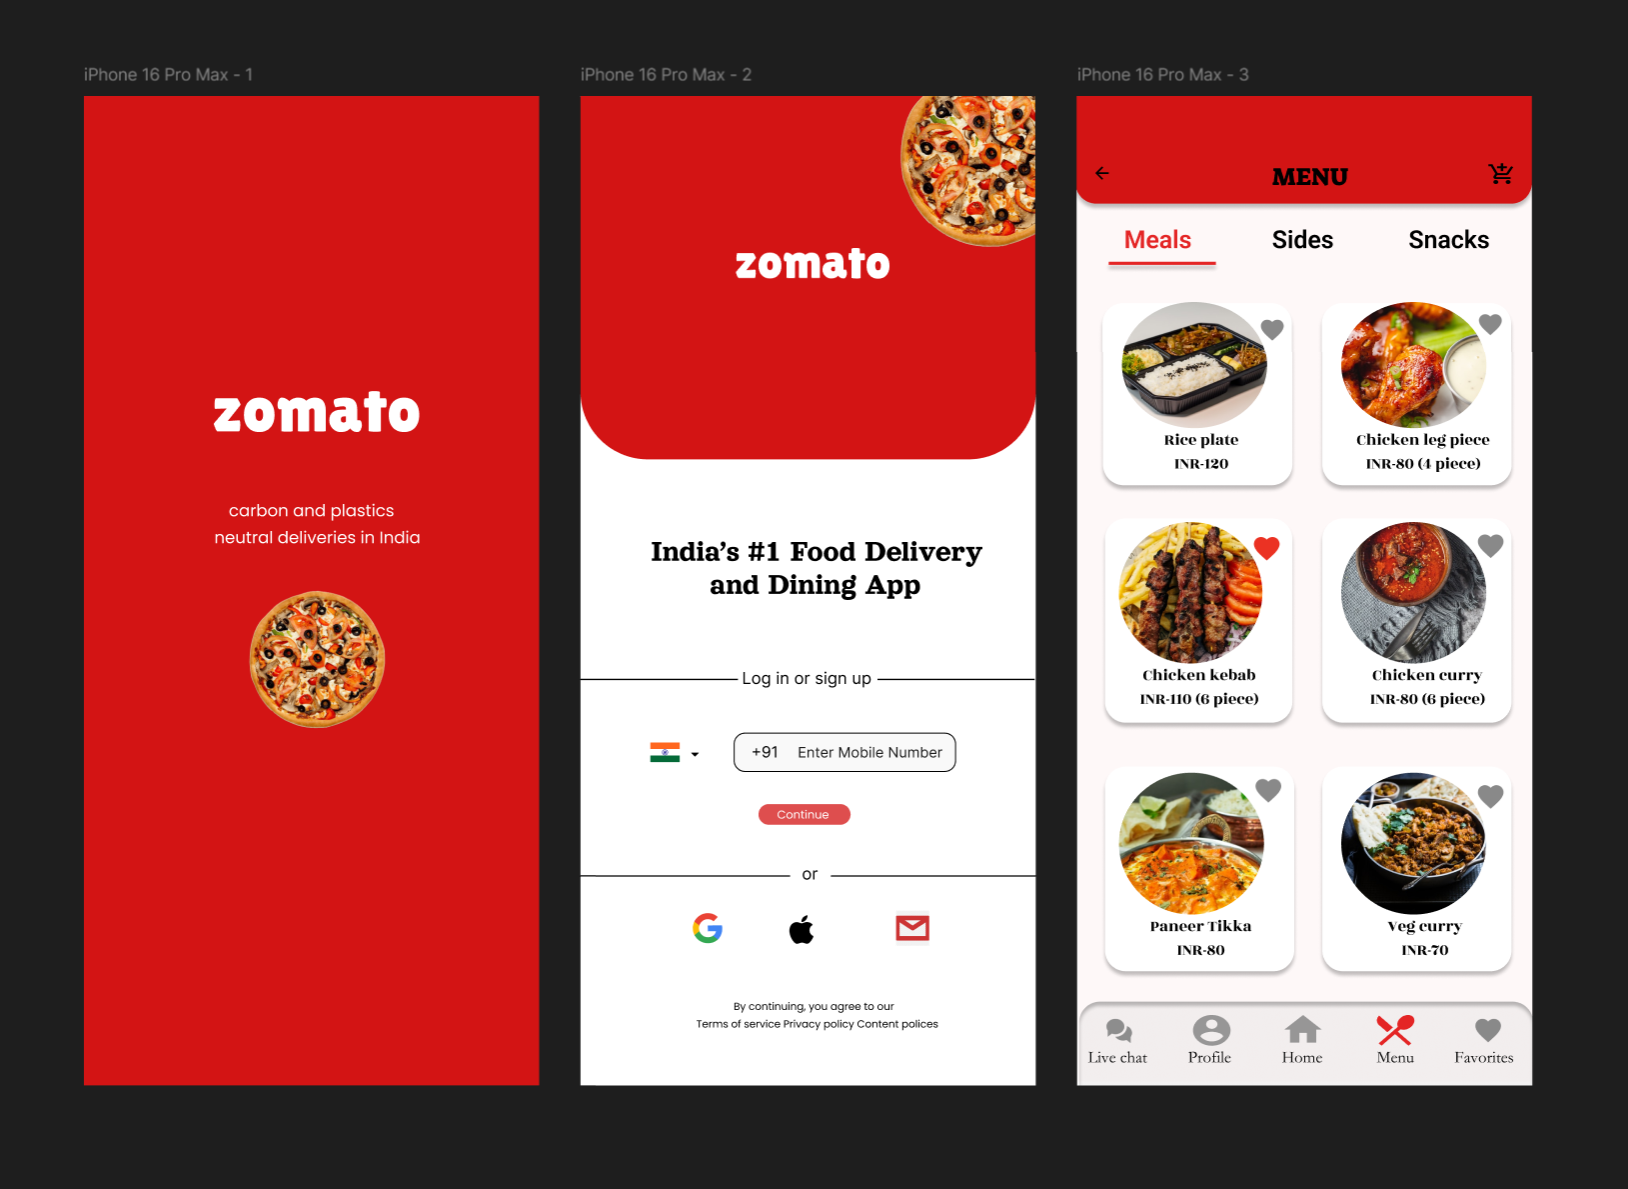 iPhone 16 Pro Max - 1
zomato
carbon and plastics
neutral deliveries in India
iPhone 16 Pro Max - 2
zomato
India's #1 Food Delivery
and Dining App
Log in or sign up
+91 Enter Mobile Number
Continue
or
By continuing, you agree to our
Terms of service Privacy policy Content polices
iPhone 16 Pro Max - 3
MENU
Meals Sides Snacks
Rice plate
INR-120
Chicken leg piece
INR-80 (4 piece)
Chicken kebab
INR-110 (6 piece)
Chicken curry
INR-80 (6 piece)
Paneer Tikka
INR-80
Veg curry
INR-70
Live chat Profile Home Menu Favorites